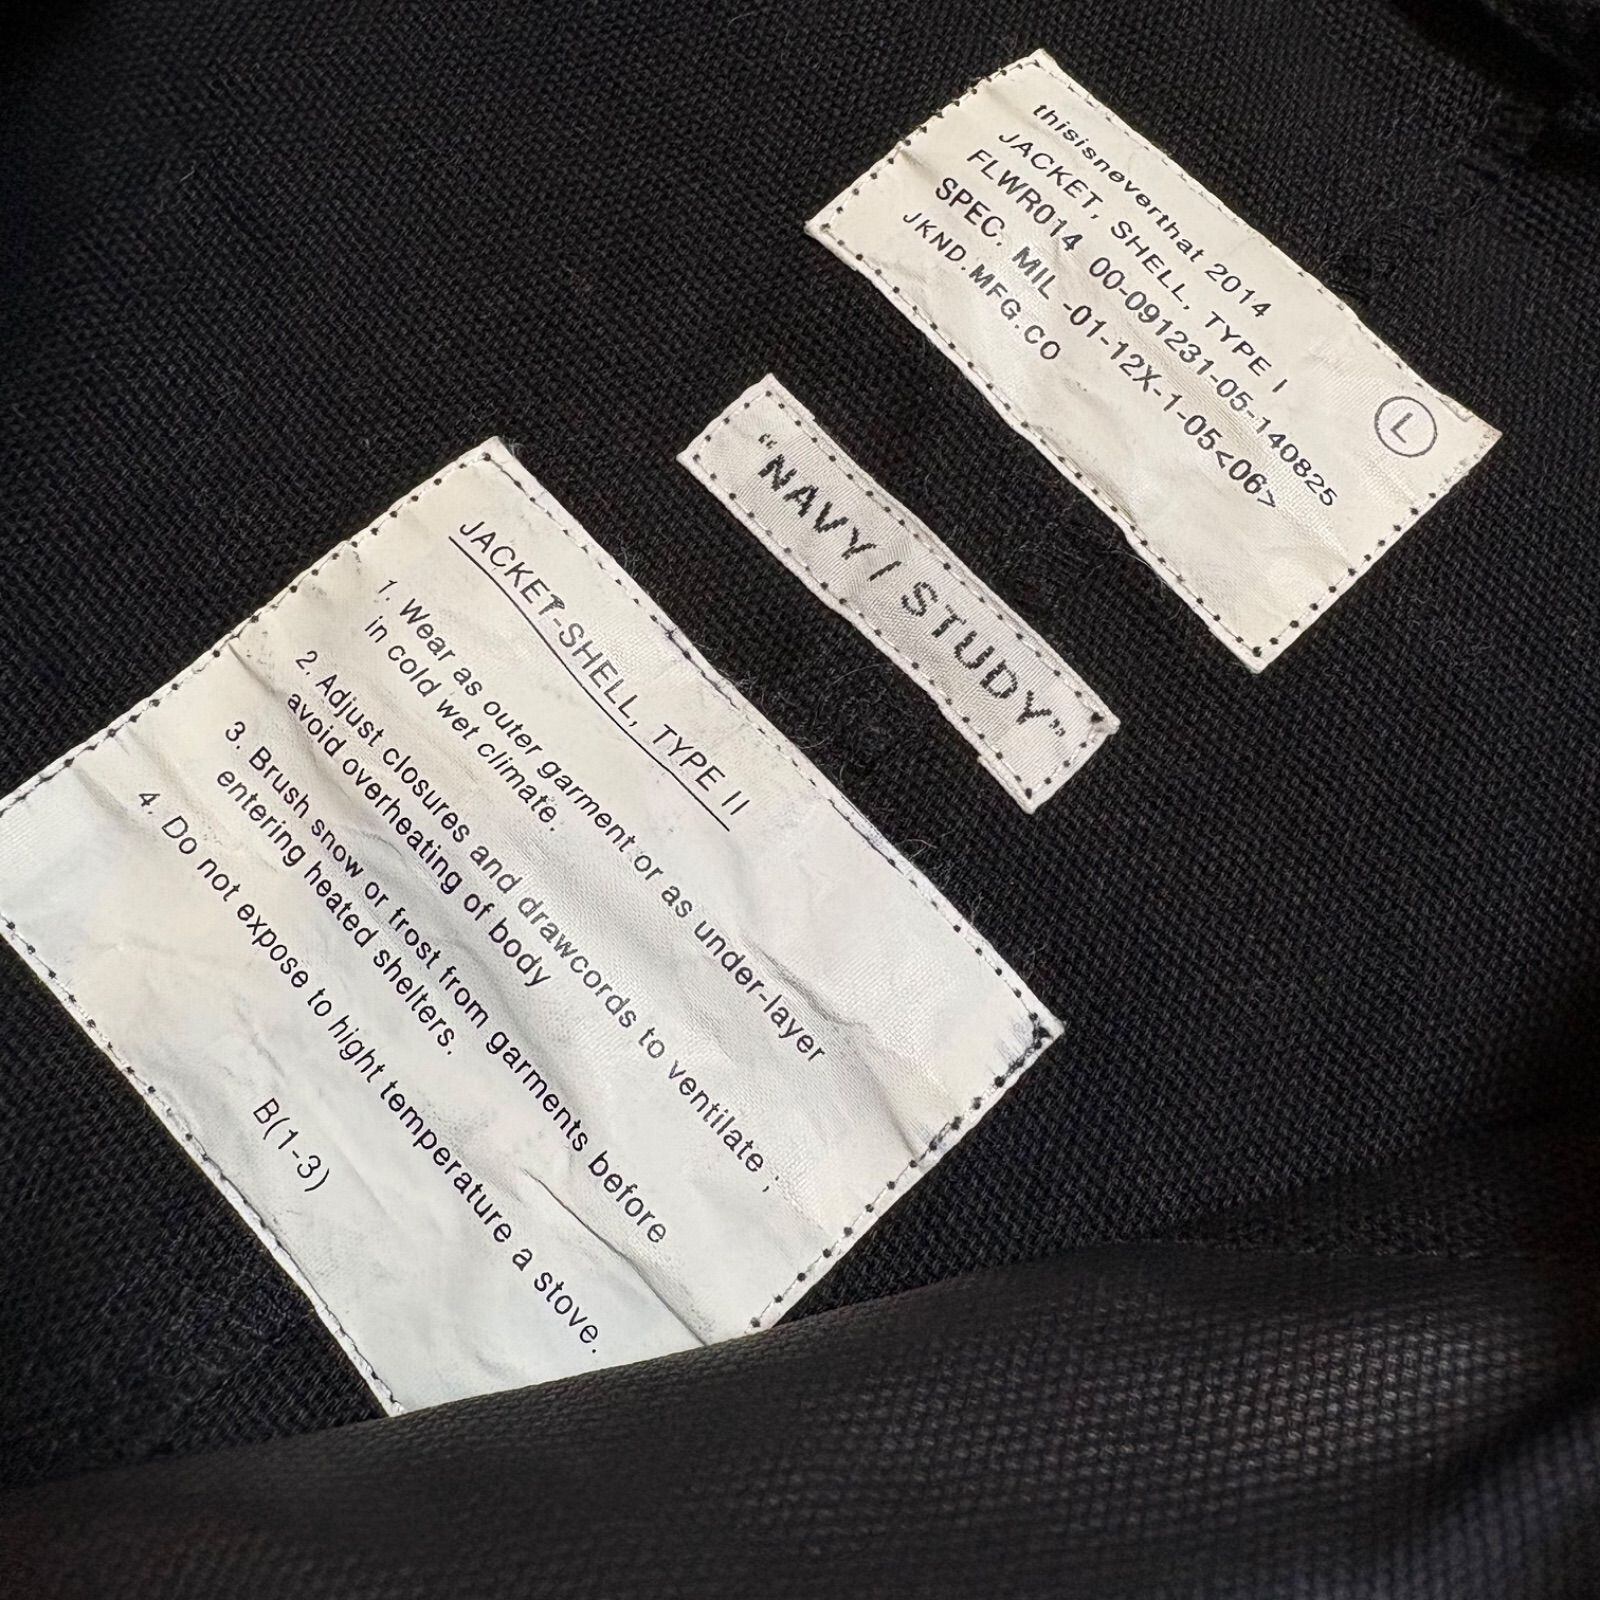 thisisneverthat 2014
JACKET, SHELL, TYPE I
FLWR014 00-091231-05-140825
SPEC. MIL -01-12X-1-05<06>
JKND.MFG.CO
L
“NAVY / STUDY”
JACKET-SHELL, TYPE II
1. Wear as outer garment or as under-layer
in cold wet climate.
2. Adjust closures and drawcords to ventilate ;
avoid overheating of body
3. Brush snow or frost from garments before
entering heated shelters.
4. Do not expose to hight temperature a stove.
B(1-3)